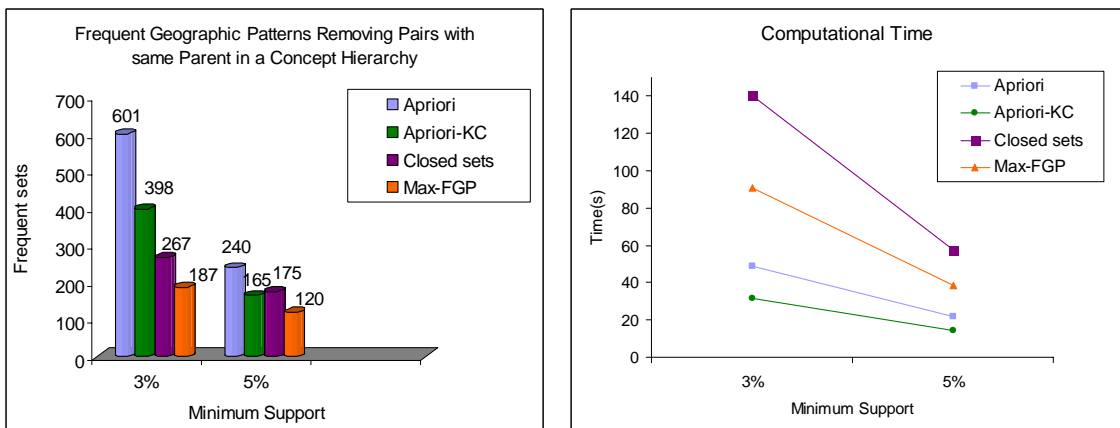 Frequent Geographic Patterns Removing Pairs with
same Parent in a Concept Hierarchy
Frequent sets
700
600
500
400
300
200
100
0
601
398
267
187
240
165
175
120
3%
5%
Minimum Support
Apriori
Apriori-KC
Closed sets
Max-FGP
Computational Time
Time(s)
140
120
100
80
60
40
20
0
3%
5%
Minimum Support
Apriori
Apriori-KC
Closed sets
Max-FGP